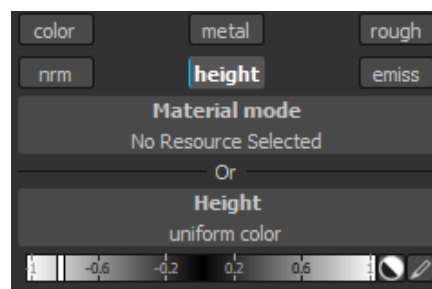 color metal rough
nrm height emiss
Material mode
No Resource Selected
Or
Height
uniform color
-1 -0.6 -0.2 0.2 0.6 1